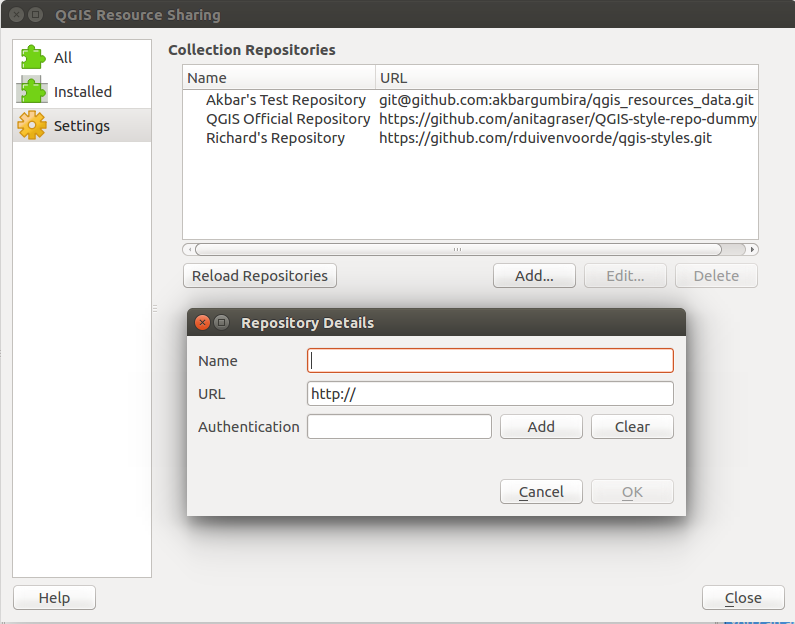 QGIS Resource Sharing
All
Installed
Settings
Collection Repositories
Name URL
Akbar's Test Repository git@github.com:akbargumbira/qgis_resources_data.git
QGIS Official Repository https://github.com/anitagraser/QGIS-style-repo-dummy
Richard's Repository https://github.com/rduivenvoorde/qgis-styles.git
Reload Repositories Add... Edit... Delete
Repository Details
Name
URL http://
Authentication Add Clear
Cancel OK
Help Close